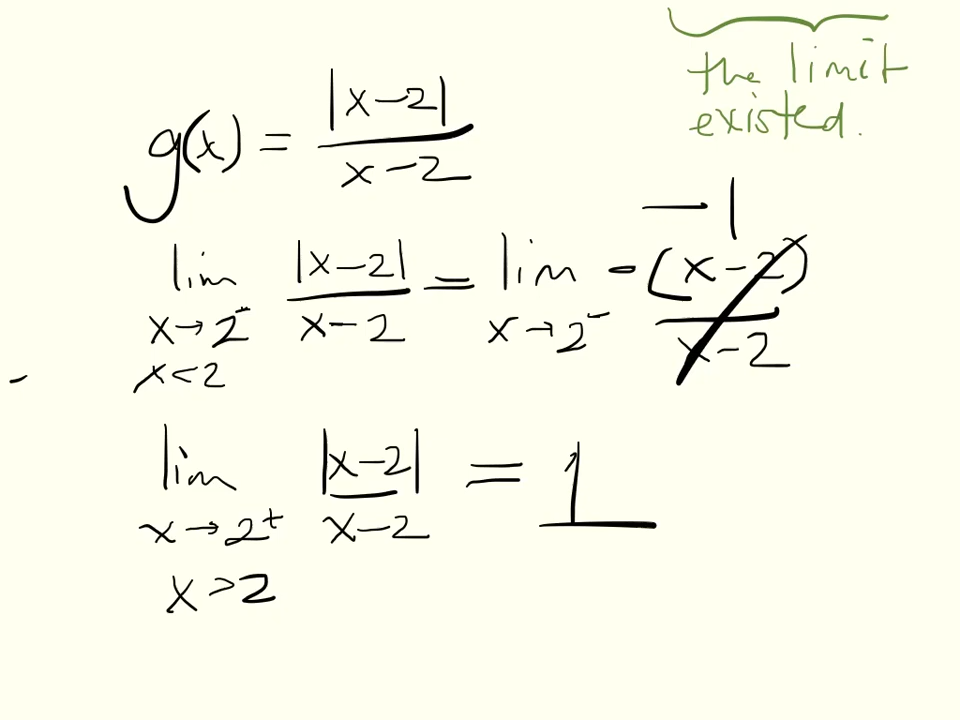 the limit
existed.
g(x) = |x-2| / x-2
lim x→2⁻ |x-2| / x-2 = lim x→2⁻ -(x-2) / x-2 -1
x<2
lim x→2⁺ |x-2| / x-2 = 1
x>2